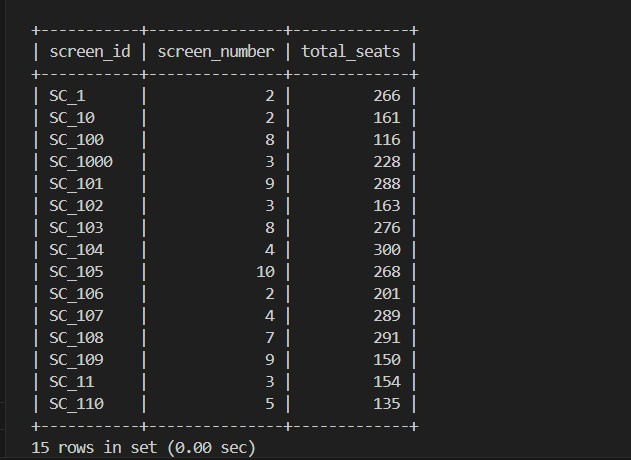 +-----------+---------------+-------------+
| screen_id | screen_number | total_seats |
+-----------+---------------+-------------+
| SC_1      |             2 |         266 |
| SC_10     |             2 |         161 |
| SC_100    |             8 |         116 |
| SC_1000   |             3 |         228 |
| SC_101    |             9 |         288 |
| SC_102    |             3 |         163 |
| SC_103    |             8 |         276 |
| SC_104    |             4 |         300 |
| SC_105    |            10 |         268 |
| SC_106    |             2 |         201 |
| SC_107    |             4 |         289 |
| SC_108    |             7 |         291 |
| SC_109    |             9 |         150 |
| SC_11     |             3 |         154 |
| SC_110    |             5 |         135 |
+-----------+---------------+-------------+
15 rows in set (0.00 sec)